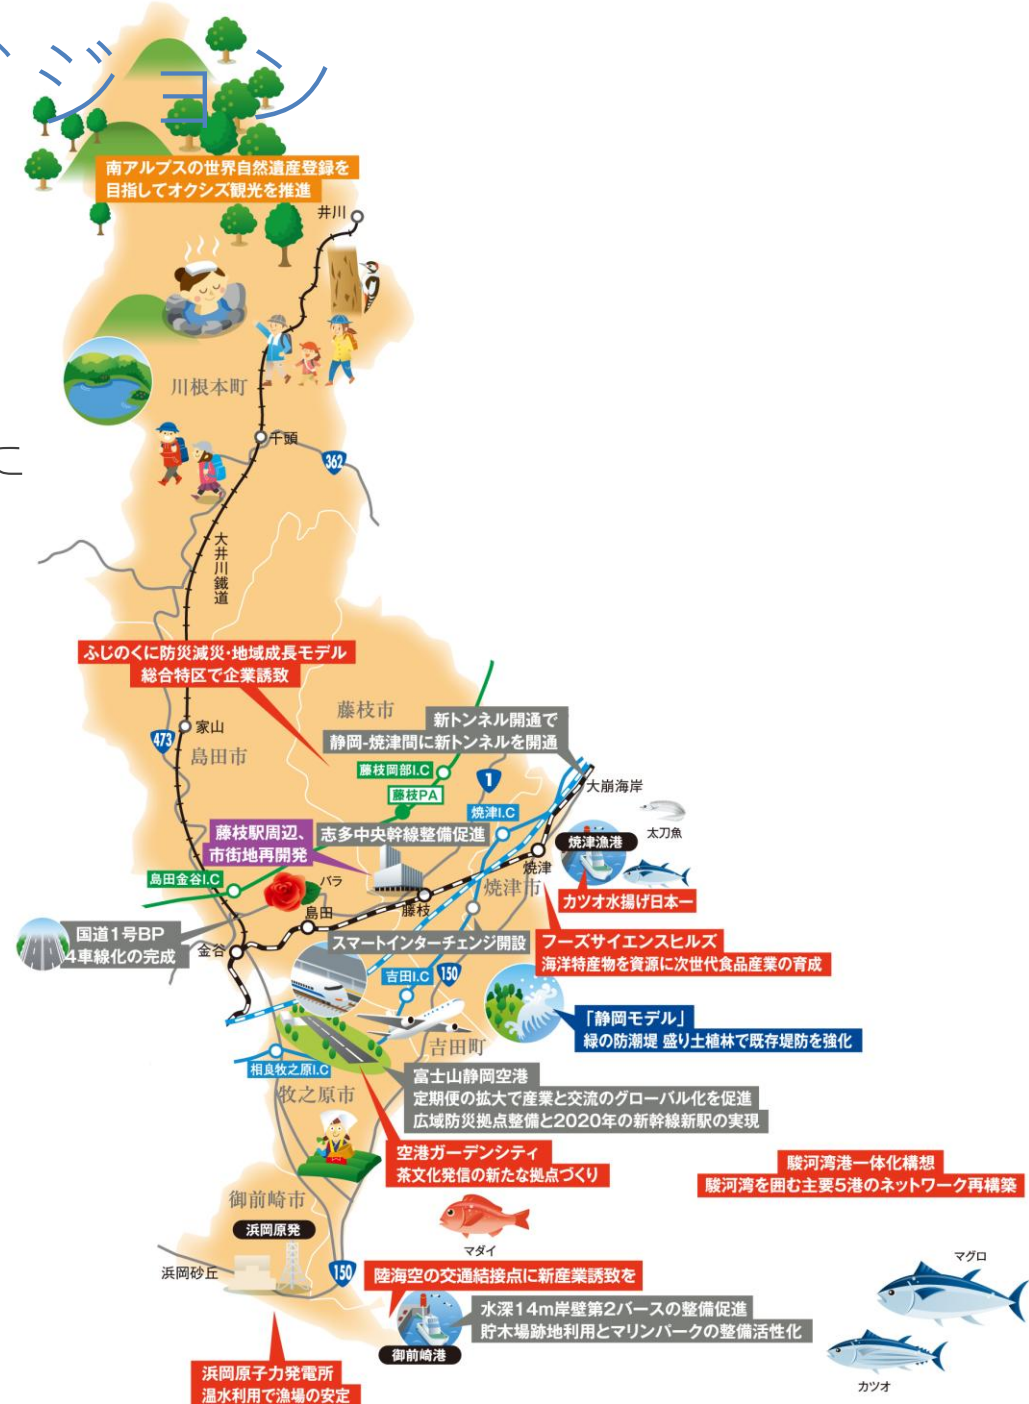 ビジョン
南アルプスの世界自然遺産登録を
目指してオクシズ観光を推進
井川
川根本町
に
千頭
362
大井川鐵道
ふじのくに防災減災・地域成長モデル
総合特区で企業誘致
家山
473
島田市
藤枝市
新トンネル開通で
静岡-焼津間に新トンネルを開通
藤枝岡部I.C
1
藤枝PA
大崩海岸
太刀魚
焼津I.C
藤枝駅周辺、
市街地再開発
志多中央幹線整備促進
焼津漁港
焼津
島田金谷I.C
バラ
焼津市
カツオ水揚げ日本一
藤枝
島田
国道1号BP
4車線化の完成
金谷
スマートインターチェンジ開設
フーズサイエンスヒルズ
海洋特産物を資源に次世代食品産業の育成
吉田I.C
150
「静岡モデル」
緑の防潮堤 盛り土植林で既存堤防を強化
吉田町
相良牧之原I.C
牧之原市
富士山静岡空港
定期便の拡大で産業と交流のグローバル化を促進
広域防災拠点整備と2020年の新幹線新駅の実現
空港ガーデンシティ
茶文化発信の新たな拠点づくり
駿河湾港一体化構想
駿河湾を囲む主要5港のネットワーク再構築
御前崎市
浜岡原発
マダイ
マグロ
浜岡砂丘
150
陸海空の交通結接点に新産業誘致を
水深14m岸壁第2バースの整備促進
貯木場跡地利用とマリンパークの整備活性化
御前崎港
カツオ
浜岡原子力発電所
温水利用で漁場の安定